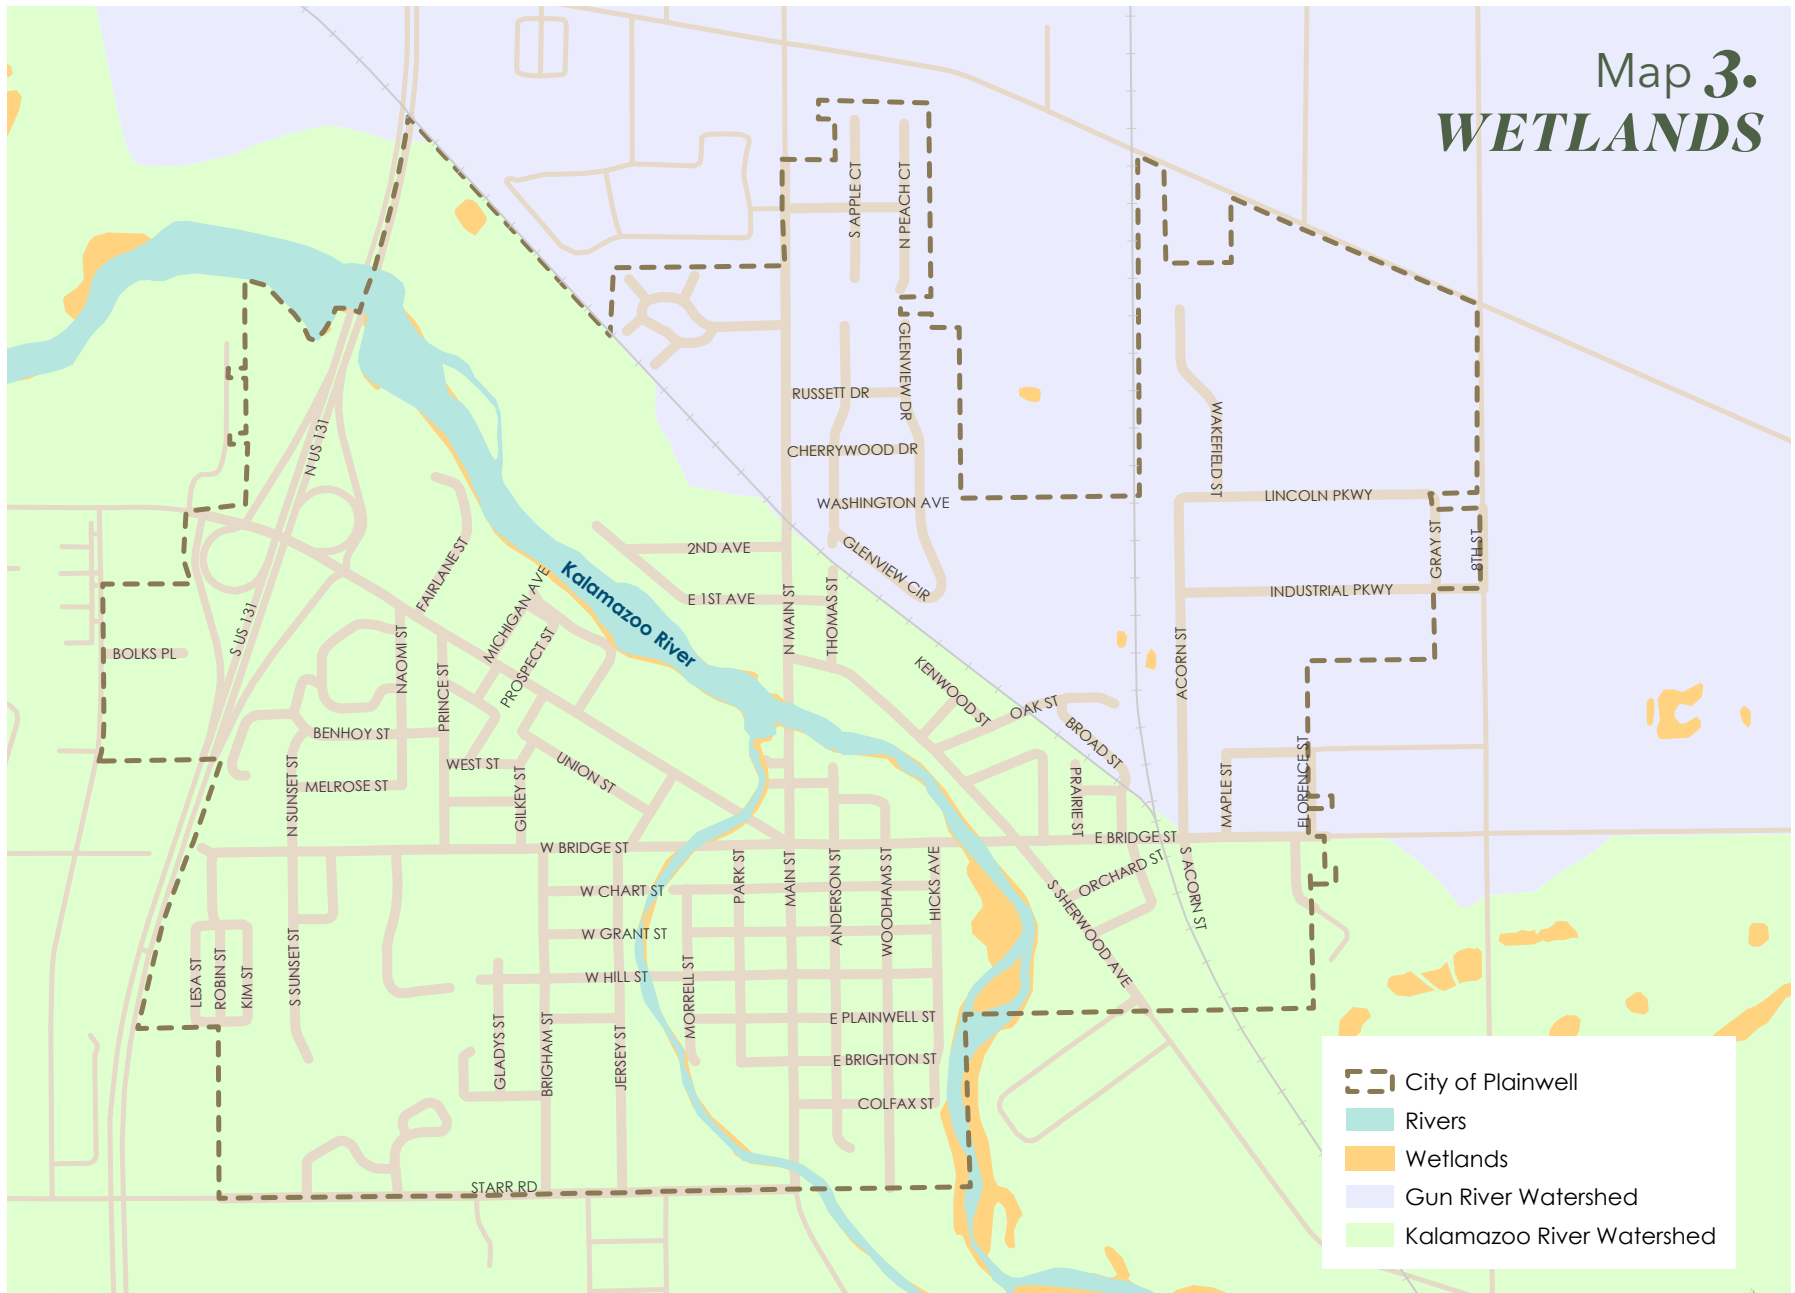 Map 3.
WETLANDS
S APPLE CT
N PEACH CT
GLENVIEW DR
RUSSETT DR
CHERRYWOOD DR
WASHINGTON AVE
GLENVIEW CIR
WAKEFIELD ST
LINCOLN PKWY
GRAY ST
8TH ST
INDUSTRIAL PKWY
ACORN ST
N US 131
S US 131
BOLKS PL
FAIRLANE ST
MICHIGAN AVE
PROSPECT ST
NAOMI ST
PRINCE ST
Kalamazoo River
2ND AVE
E 1ST AVE
N MAIN ST
THOMAS ST
KENWOOD ST
OAK ST
BROAD ST
PRAIRIE ST
MAPLE ST
FLORENCE ST
BENHOY ST
MELROSE ST
N SUNSET ST
WEST ST
GILKEY ST
UNION ST
W BRIDGE ST
E BRIDGE ST
ORCHARD ST
S ACORN ST
S SHERWOOD AVE
W CHART ST
W GRANT ST
W HILL ST
PARK ST
MAIN ST
ANDERSON ST
WOODHAMS ST
HICKS AVE
LESA ST
ROBIN ST
KIM ST
S SUNSET ST
GLADYS ST
BRIGHAM ST
JERSEY ST
MORRELL ST
E PLAINWELL ST
E BRIGHTON ST
COLFAX ST
STARR RD
City of Plainwell
Rivers
Wetlands
Gun River Watershed
Kalamazoo River Watershed